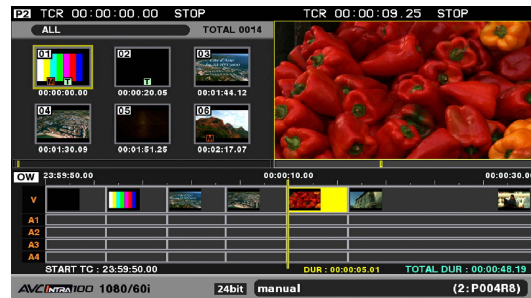 P2 TCR 00:00:00.00 STOP TCR 00:00:09.25 STOP
ALL TOTAL 0014
01 02 03
M T T
00:00:00.00 00:00:20.05 00:01:44.12
04 05 06
00:01:30.09 00:01:51.25 00:02:17.07
OW 23:59:50.00 00:00:10.00 00:00:30.0
V
A1
A2
A3
A4
START TC : 23:59:50.00 DUR : 00:00:05.01 TOTAL DUR : 00:00:48.19
AVC INTRA 100 1080/60i 24bit manual (2:P004R8)